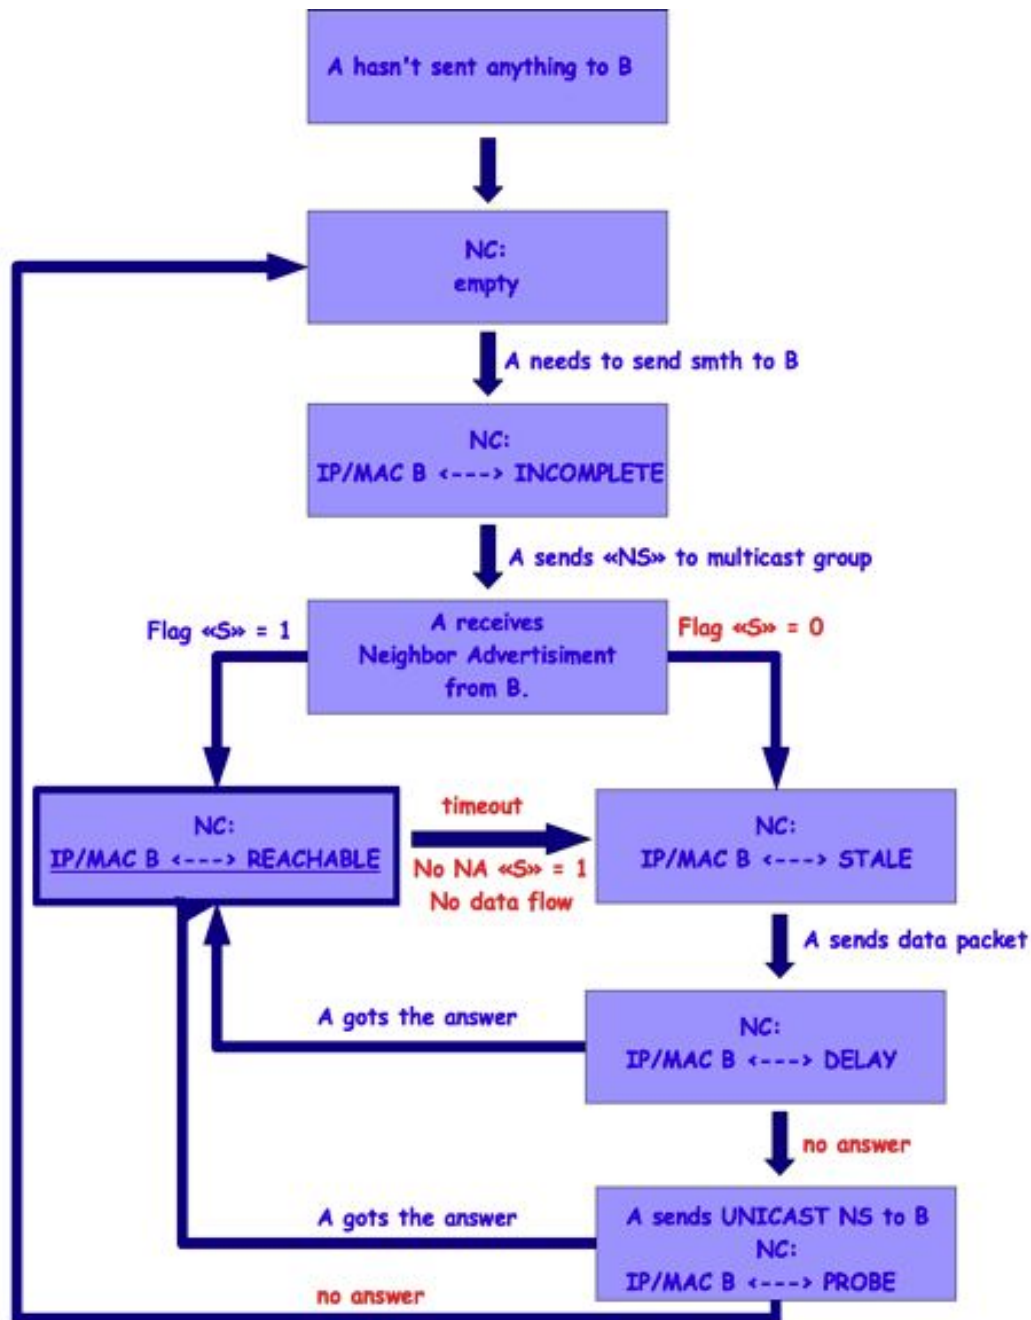 A hasn't sent anything to B
NC:
empty
A needs to send smth to B
NC:
IP/MAC B <---> INCOMPLETE
A sends «NS» to multicast group
Flag «S» = 1
A receives
Neighbor Advertisiment
from B.
Flag «S» = 0
NC:
IP/MAC B <---> REACHABLE
timeout
No NA «S» = 1
No data flow
NC:
IP/MAC B <---> STALE
A sends data packet
A gots the answer
NC:
IP/MAC B <---> DELAY
no answer
A gots the answer
A sends UNICAST NS to B
NC:
IP/MAC B <---> PROBE
no answer